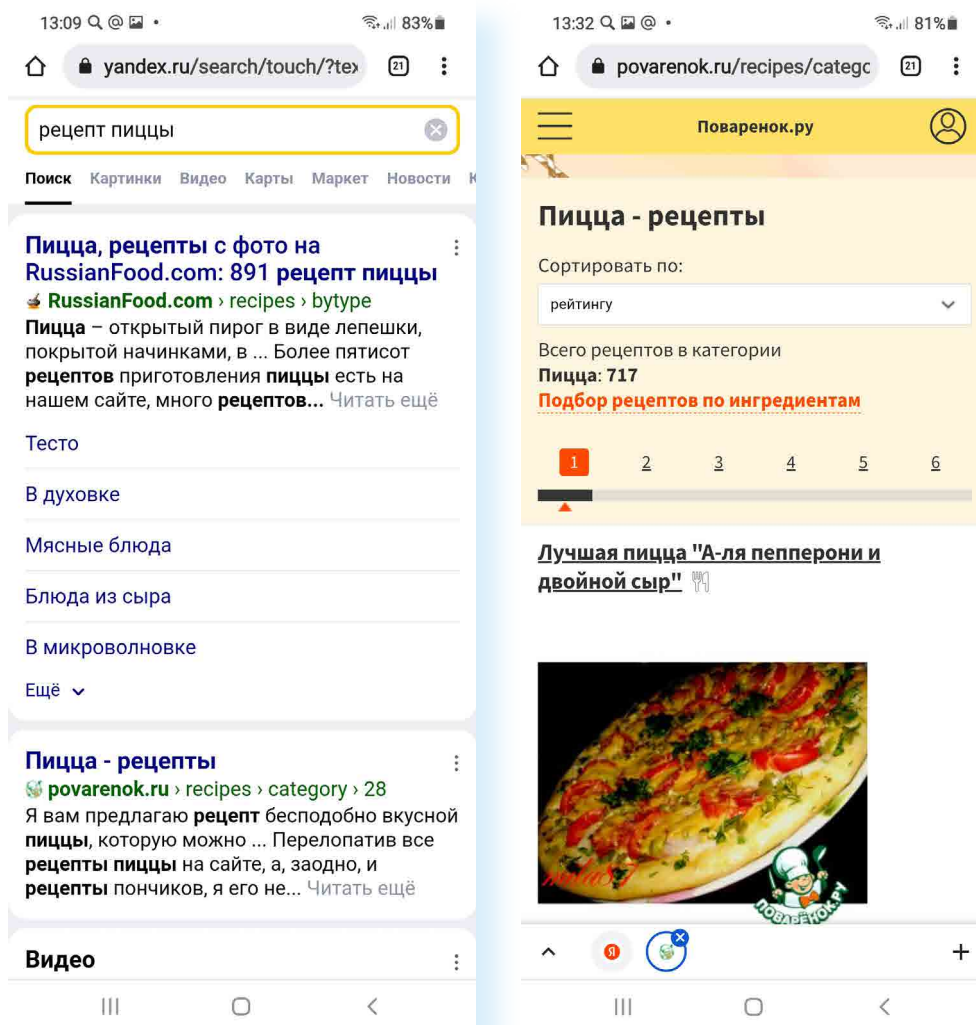 13:09
83%
yandex.ru/search/touch/?tex
21
рецепт пиццы
Поиск Картинки Видео Карты Маркет Новости К
Пицца, рецепты с фото на
RussianFood.com: 891 рецепт пиццы
RussianFood.com › recipes › bytype
Пицца – открытый пирог в виде лепешки,
покрытой начинками, в ... Более пятисот
рецептов приготовления пиццы есть на
нашем сайте, много рецептов... Читать ещё
Тесто
В духовке
Мясные блюда
Блюда из сыра
В микроволновке
Ещё
Пицца - рецепты
povarenok.ru › recipes › category › 28
Я вам предлагаю рецепт бесподобно вкусной
пиццы, которую можно ... Перелопатив все
рецепты пиццы на сайте, а, заодно, и
рецепты пончиков, я его не... Читать ещё
Видео
13:32
81%
povarenok.ru/recipes/catego
21
Поваренок.ру
Пицца - рецепты
Сортировать по:
рейтингу
Всего рецептов в категории
Пицца: 717
Подбор рецептов по ингредиентам
1 2 3 4 5 6
Лучшая пицца "А-ля пепперони и
двойной сыр"
ПОВАРЁНОК.РУ
Я